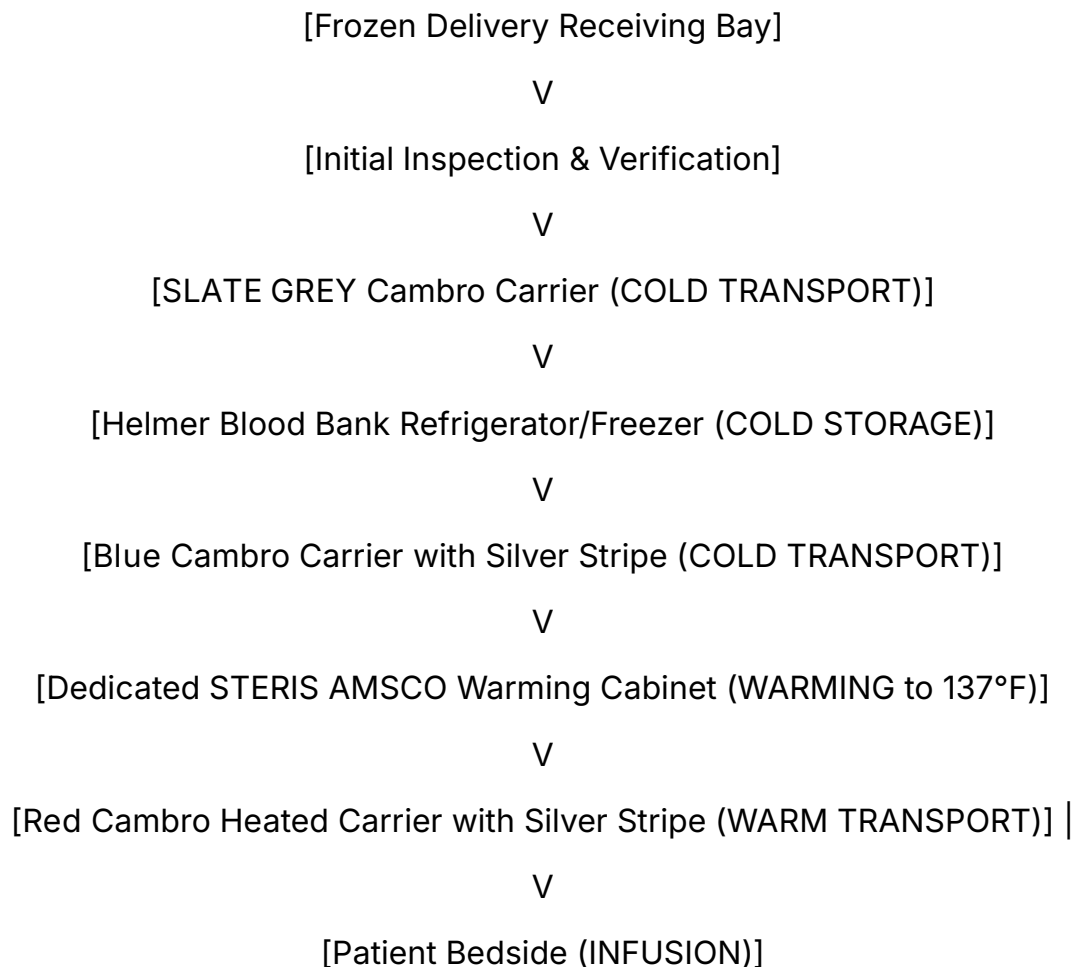 [Frozen Delivery Receiving Bay]
V
[Initial Inspection & Verification]
V
[SLATE GREY Cambro Carrier (COLD TRANSPORT)]
V
[Helmer Blood Bank Refrigerator/Freezer (COLD STORAGE)]
V
[Blue Cambro Carrier with Silver Stripe (COLD TRANSPORT)]
V
[Dedicated STERIS AMSCO Warming Cabinet (WARMING to 137°F)]
V
[Red Cambro Heated Carrier with Silver Stripe (WARM TRANSPORT)] |
V
[Patient Bedside (INFUSION)]